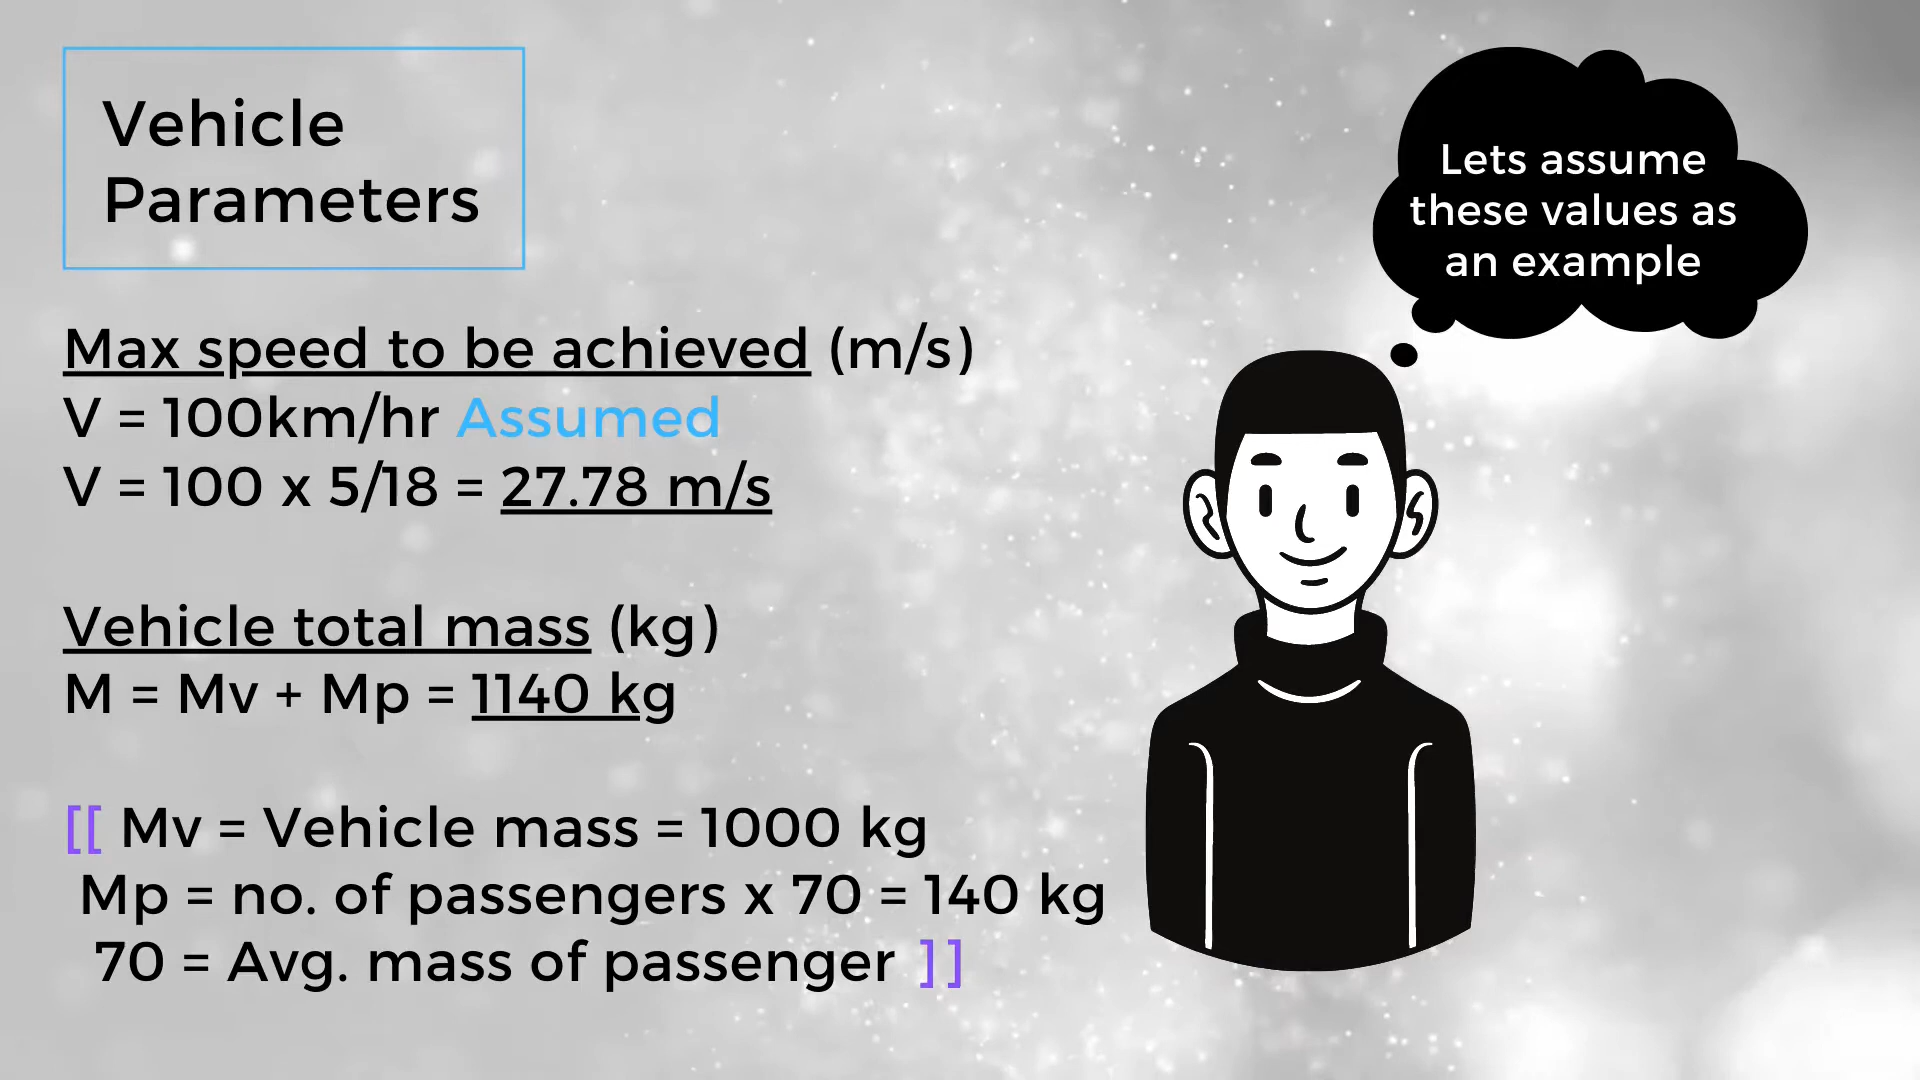 Vehicle
Parameters
Lets assume
these values as
an example
Max speed to be achieved (m/s)
V = 100km/hr Assumed
V = 100 x 5/18 = 27.78 m/s
Vehicle total mass (kg)
M = Mv + Mp = 1140 kg
[[ Mv = Vehicle mass = 1000 kg
Mp = no. of passengers x 70 = 140 kg
70 = Avg. mass of passenger ]]